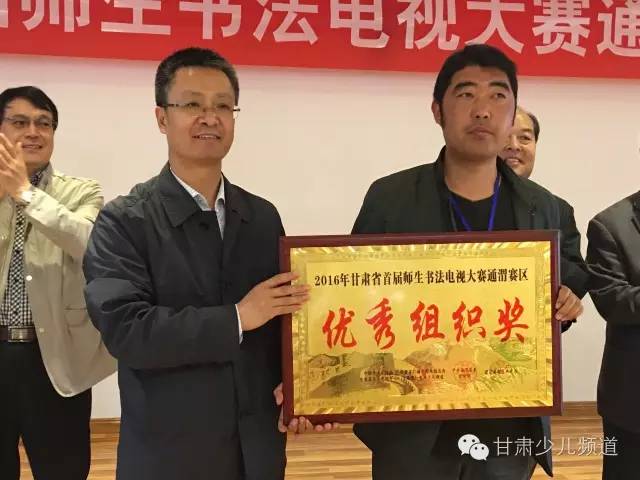 师生书法电视大赛通
2016年甘肃省首届师生书法电视大赛通渭赛区
优秀组织奖
甘肃少儿频道